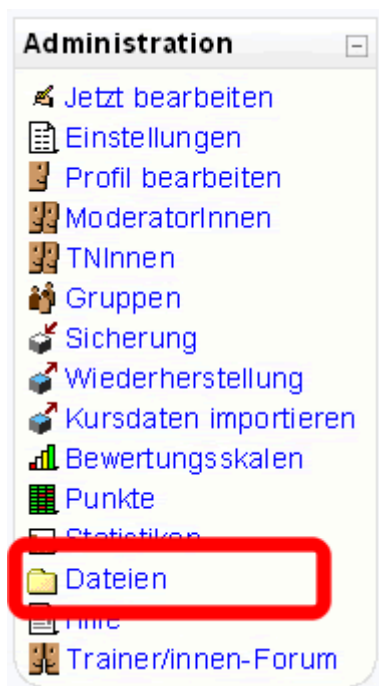 Administration
Jetzt bearbeiten
Einstellungen
Profil bearbeiten
ModeratorInnen
TNInnen
Gruppen
Sicherung
Wiederherstellung
Kursdaten importieren
Bewertungsskalen
Punkte
Statistiken
Dateien
Hilfe
Trainer/innen-Forum